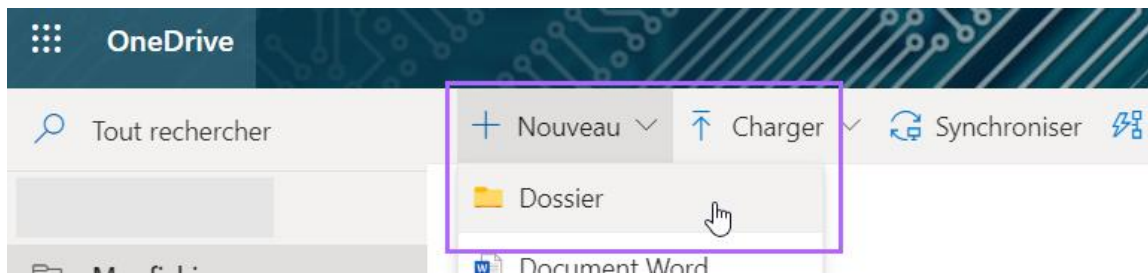 OneDrive
Tout rechercher
Nouveau
Charger
Synchroniser
Dossier
Document Word